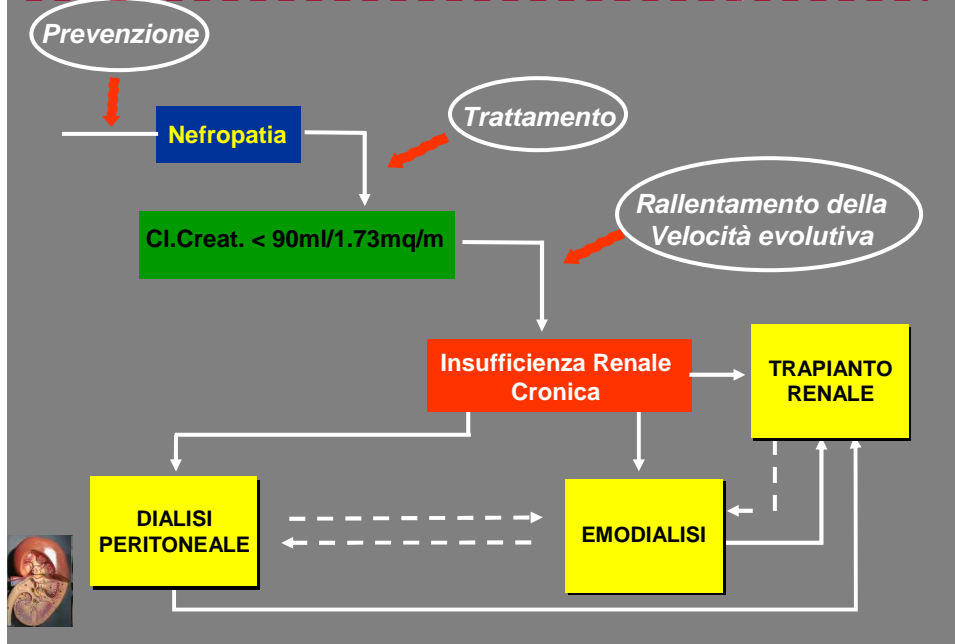 Prevenzione
Nefropatia
Trattamento
Cl.Creat. < 90ml/1.73mq/m
Rallentamento della
Velocità evolutiva
Insufficienza Renale
Cronica
TRAPIANTO
RENALE
DIALISI
PERITONEALE
EMODIALISI